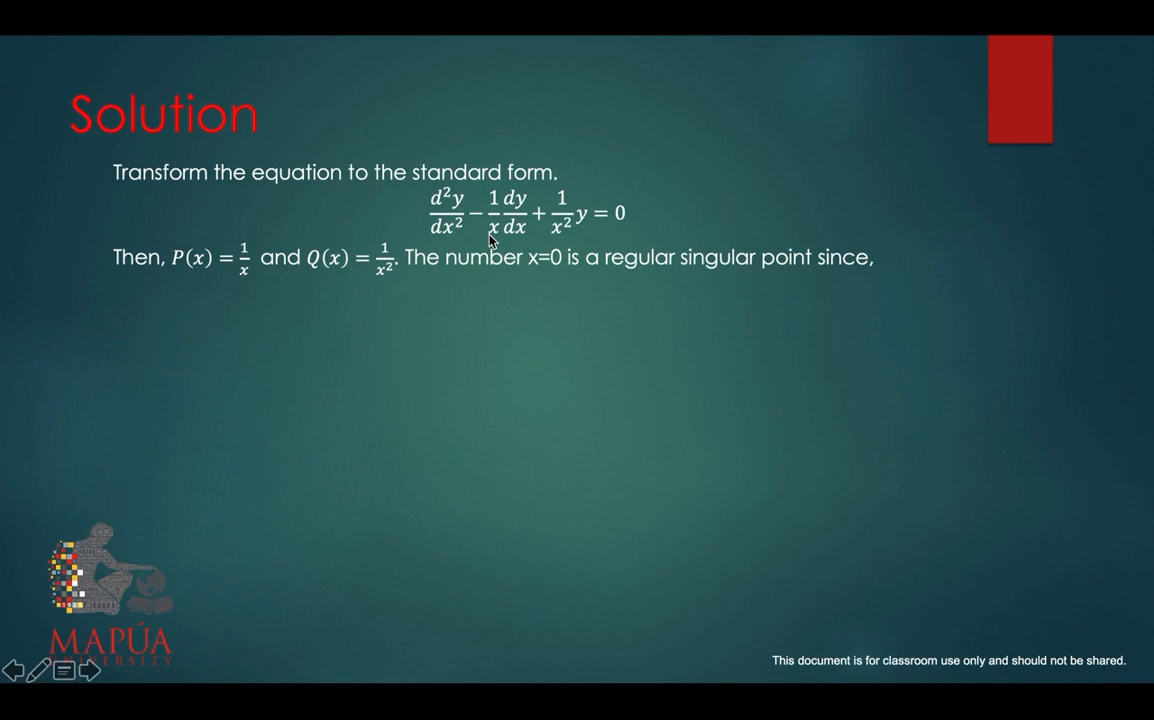 Solution
Transform the equation to the standard form.
d²y/dx² − 1/x dy/dx + 1/x² y = 0
Then, P(x) = 1/x and Q(x) = 1/x². The number x=0 is a regular singular point since,
1925
MAPÚA
UNIVERSITY
This document is for classroom use only and should not be shared.